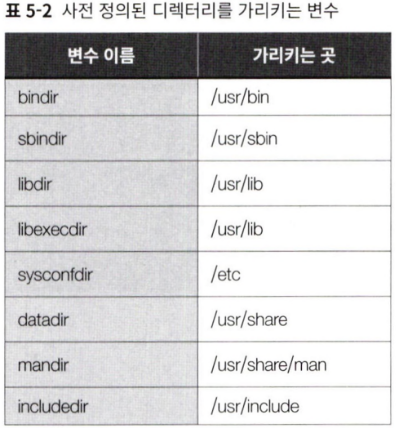 표 5-2 사전 정의된 디렉터리를 가리키는 변수
변수 이름 가리키는 곳
bindir /usr/bin
sbindir /usr/sbin
libdir /usr/lib
libexecdir /usr/lib
sysconfdir /etc
datadir /usr/share
mandir /usr/share/man
includedir /usr/include